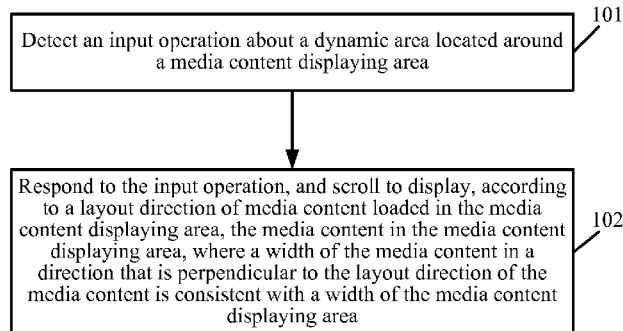 101
Detect an input operation about a dynamic area located around
a media content displaying area
102
Respond to the input operation, and scroll to display, according
to a layout direction of media content loaded in the media
content displaying area, the media content in the media content
displaying area, where a width of the media content in a
direction that is perpendicular to the layout direction of the
media content is consistent with a width of the media content
displaying area